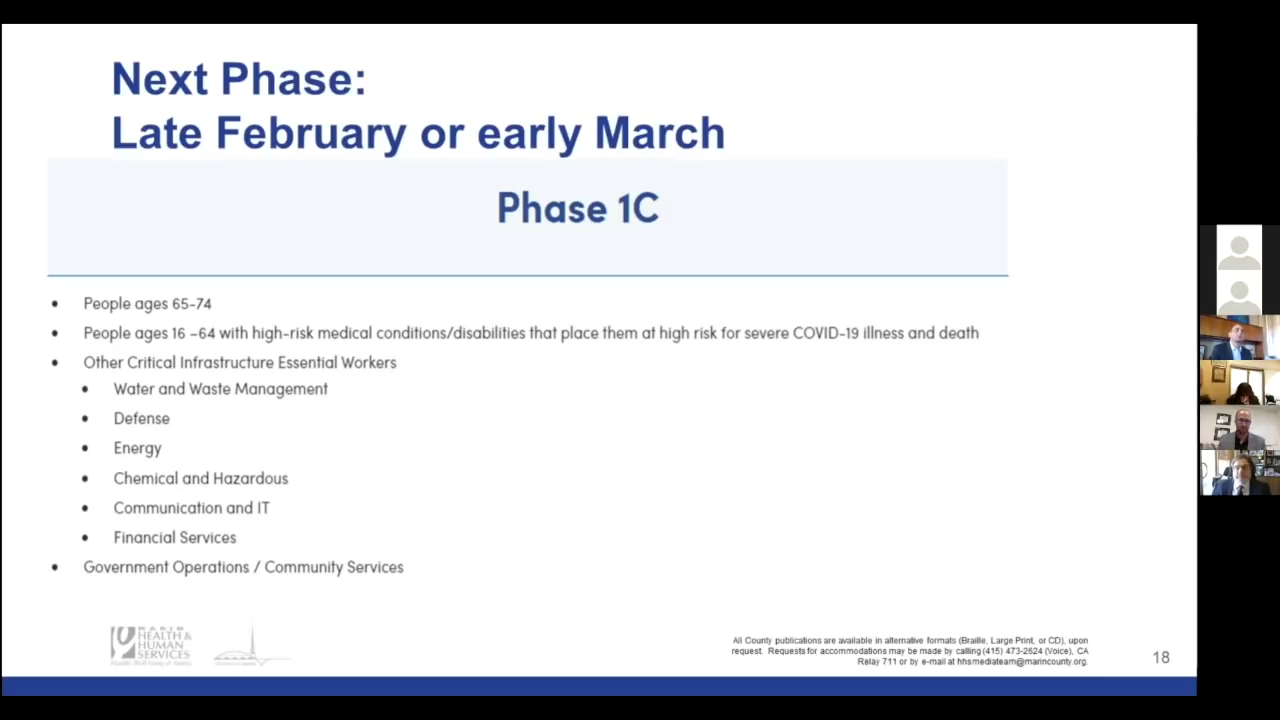 Next Phase:
Late February or early March
Phase 1C
• People ages 65-74
• People ages 16 –64 with high-risk medical conditions/disabilities that place them at high risk for severe COVID-19 illness and death
• Other Critical Infrastructure Essential Workers
• Water and Waste Management
• Defense
• Energy
• Chemical and Hazardous
• Communication and IT
• Financial Services
• Government Operations / Community Services
HEALTH &
HUMAN
SERVICES
All County publications are available in alternative formats (Braille, Large Print, or CD), upon
request. Requests for accommodations may be made by calling (415) 473-2624 (Voice), CA
Relay 711 or by e-mail at hhsmediateam@marincounty.org.
18